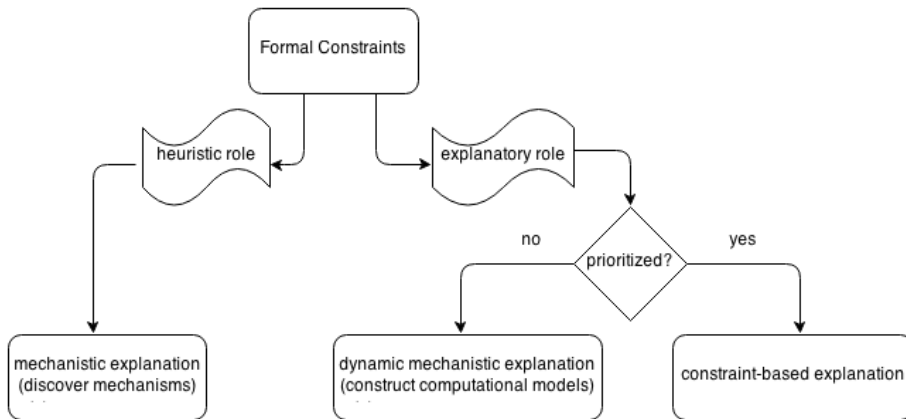 Formal Constraints
heuristic role
explanatory role
no
yes
prioritized?
mechanistic explanation
(discover mechanisms)
dynamic mechanistic explanation
(construct computational models)
constraint-based explanation